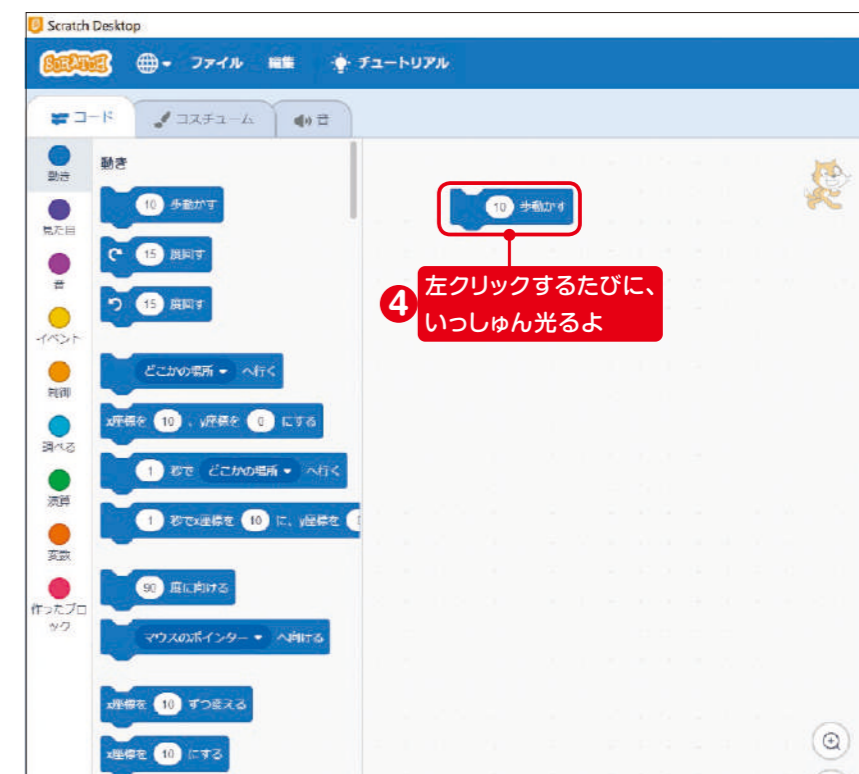 Scratch Desktop
SCRATCH ファイル 編集 チュートリアル
コード コスチューム 音
動き
見た目
音
イベント
制御
調べる
演算
変数
作ったブロ
ック
動き
10 歩動かす
15 度回す
15 度回す
どこかの場所 へ行く
x座標を 10 、y座標を 0 にする
1 秒で どこかの場所 へ行く
1 秒でx座標を 10 に、y座標を
90 度に向ける
マウスのポインター へ向ける
x座標を 10 ずつ変える
x座標を 10 にする
10 歩動かす
4 左クリックするたびに、
いっしゅん光るよ